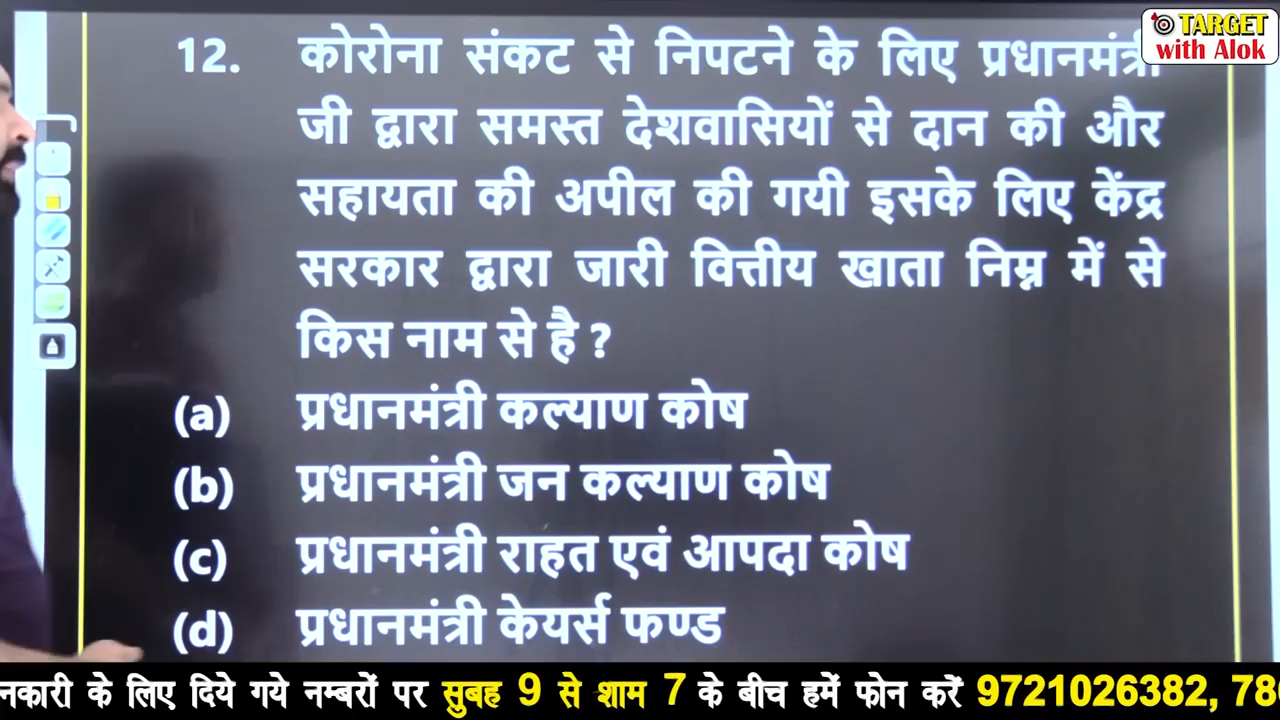 TARGET
with Alok
12. कोरोना संकट से निपटने के लिए प्रधानमंत्री
जी द्वारा समस्त देशवासियों से दान की और
सहायता की अपील की गयी इसके लिए केंद्र
सरकार द्वारा जारी वित्तीय खाता निम्न में से
किस नाम से है ?
(a) प्रधानमंत्री कल्याण कोष
(b) प्रधानमंत्री जन कल्याण कोष
(c) प्रधानमंत्री राहत एवं आपदा कोष
(d) प्रधानमंत्री केयर्स फण्ड
नकारी के लिए दिये गये नम्बरों पर सुबह 9 से शाम 7 के बीच हमें फोन करें 9721026382,